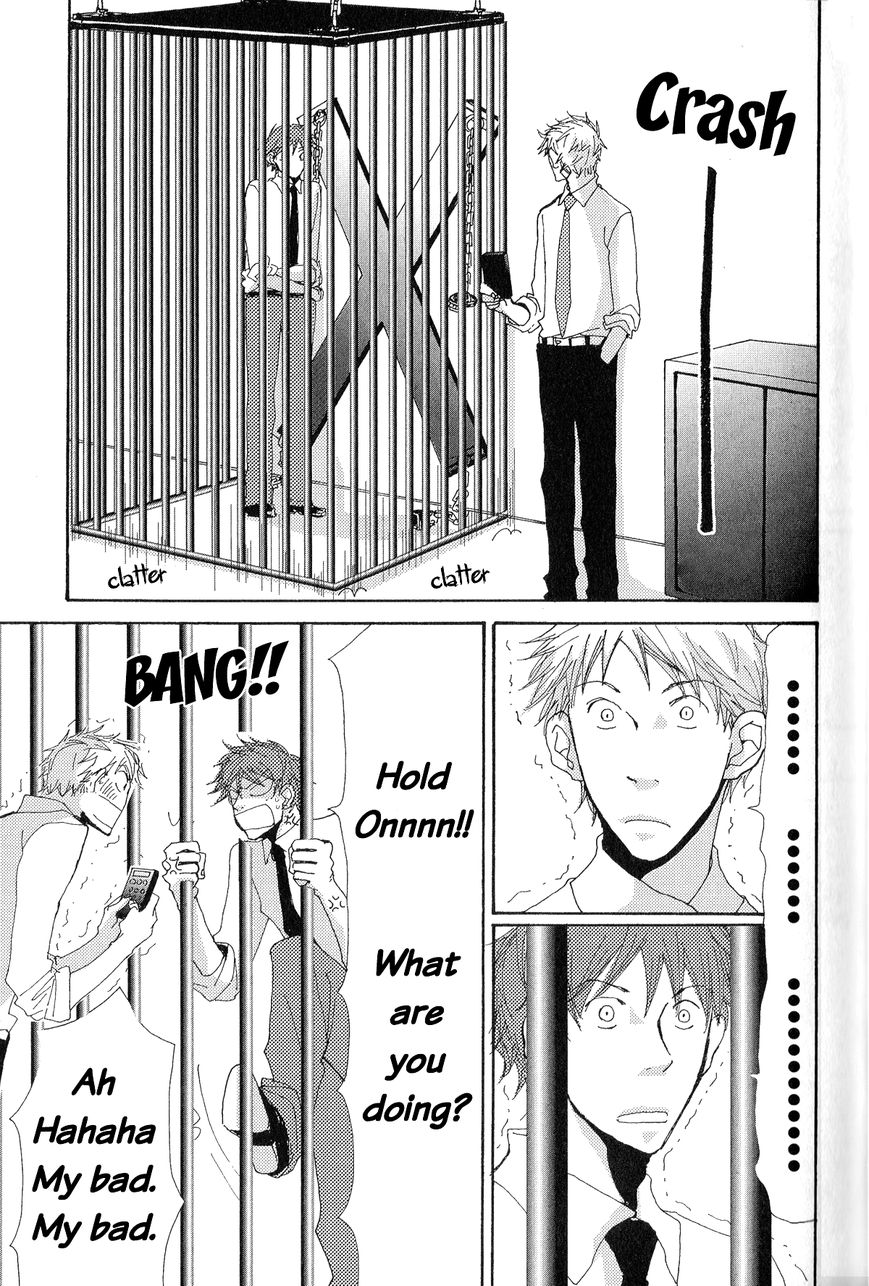 Crash
clatter
clatter
.....
.....
..........
BANG!!
Hold
Onnnn!!
What
are
you
doing?
Ah
Hahaha
My bad.
My bad.